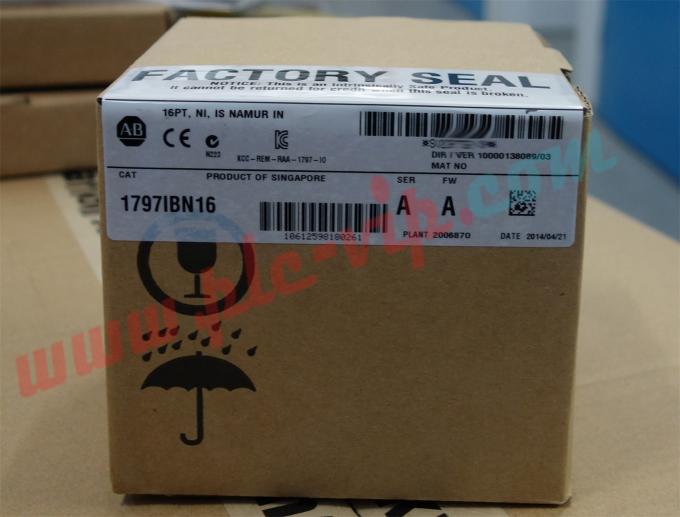 FACTORY SEAL
NOTICE: This is an Intrinsically Safe Product.
It cannot be returned for credit when this seal is broken.
16PT, NI, IS NAMUR IN
AB
CE
N223
KCC-REM-RAA-1797-IO
DIR / VER 10000138089/03
MAT NO
CAT
PRODUCT OF SINGAPORE
SER
FW
1797IBN16
A
A
10612598180261
PLANT 2006870
DATE 2014/04/21
www.plc-vip.com